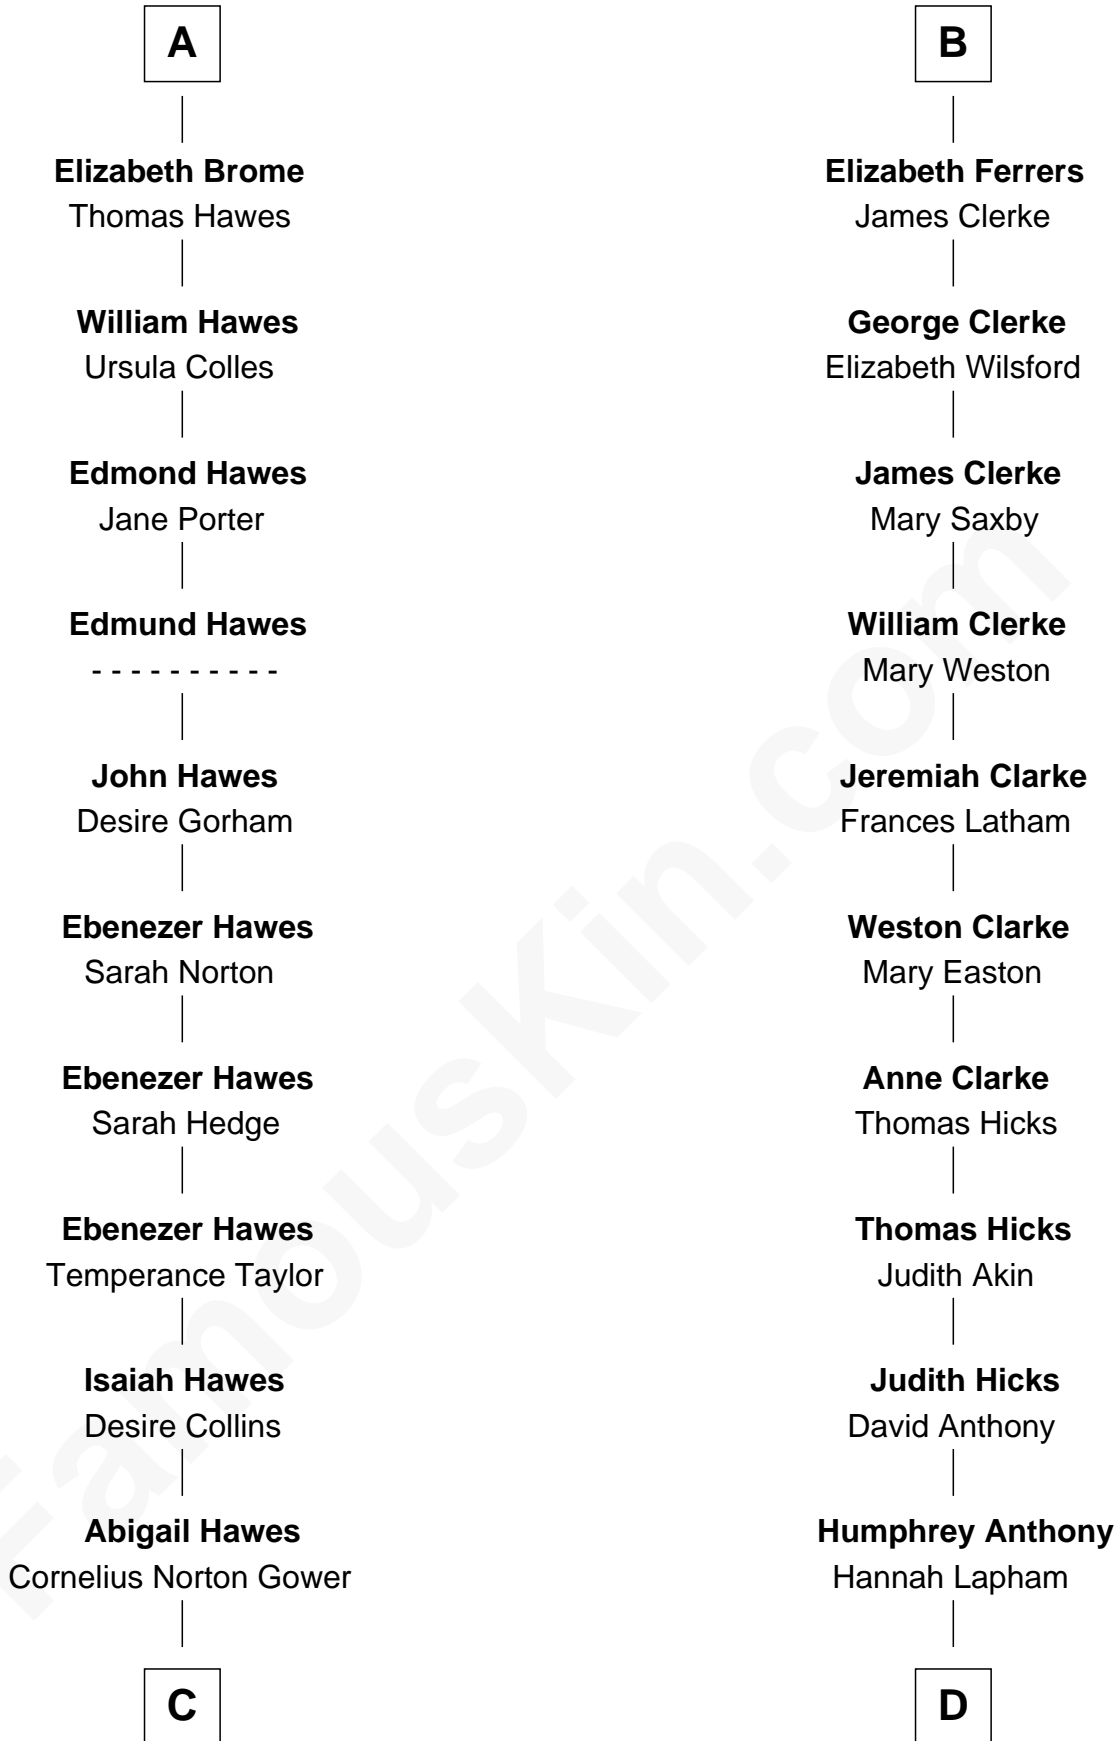 A
Elizabeth Brome
Thomas Hawes
William Hawes
Ursula Colles
Edmond Hawes
Jane Porter
Edmund Hawes
- - - - - - - - - -
John Hawes
Desire Gorham
Ebenezer Hawes
Sarah Norton
Ebenezer Hawes
Sarah Hedge
Ebenezer Hawes
Temperance Taylor
Isaiah Hawes
Desire Collins
Abigail Hawes
Cornelius Norton Gower
C
B
Elizabeth Ferrers
James Clerke
George Clerke
Elizabeth Wilsford
James Clerke
Mary Saxby
William Clerke
Mary Weston
Jeremiah Clarke
Frances Latham
Weston Clarke
Mary Easton
Anne Clarke
Thomas Hicks
Thomas Hicks
Judith Akin
Judith Hicks
David Anthony
Humphrey Anthony
Hannah Lapham
D
FamousKin.com